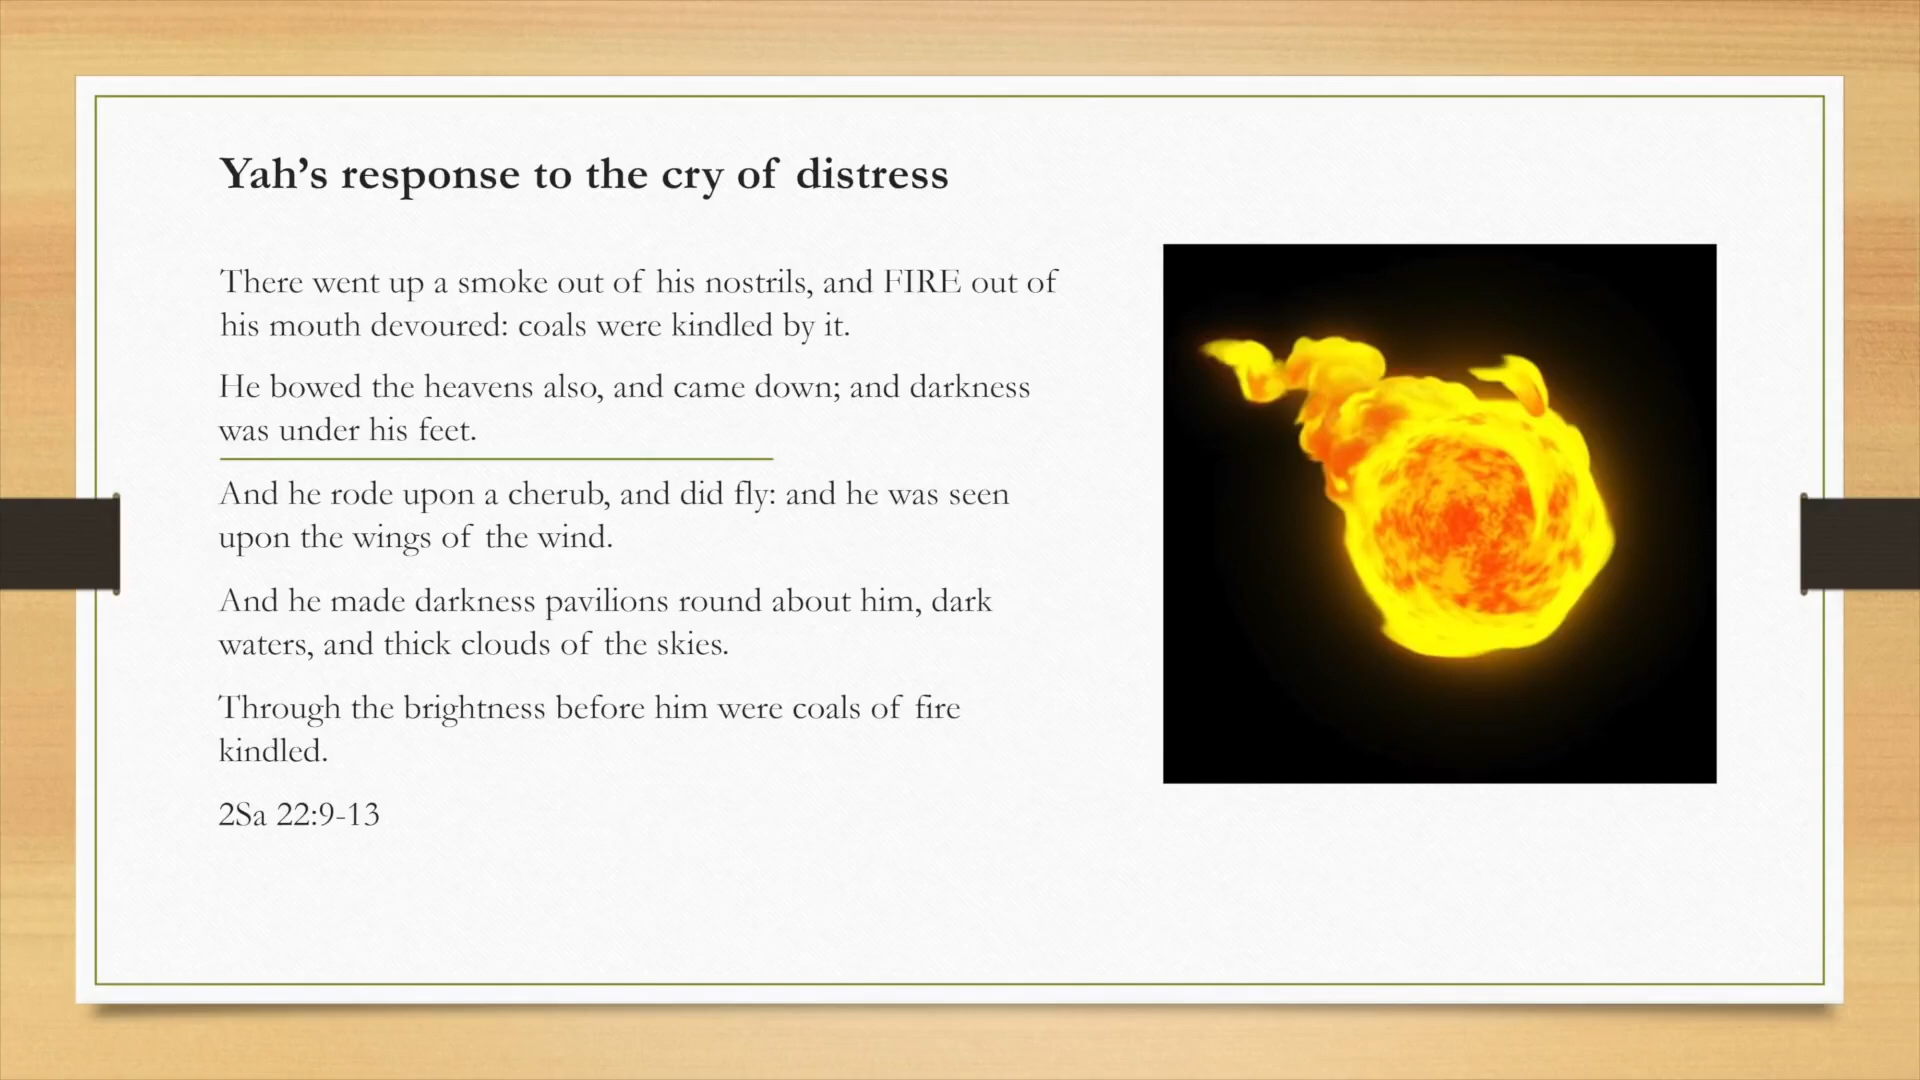 Yah’s response to the cry of distress
There went up a smoke out of his nostrils, and FIRE out of
his mouth devoured: coals were kindled by it.
He bowed the heavens also, and came down; and darkness
was under his feet.
And he rode upon a cherub, and did fly: and he was seen
upon the wings of the wind.
And he made darkness pavilions round about him, dark
waters, and thick clouds of the skies.
Through the brightness before him were coals of fire
kindled.
2Sa 22:9-13